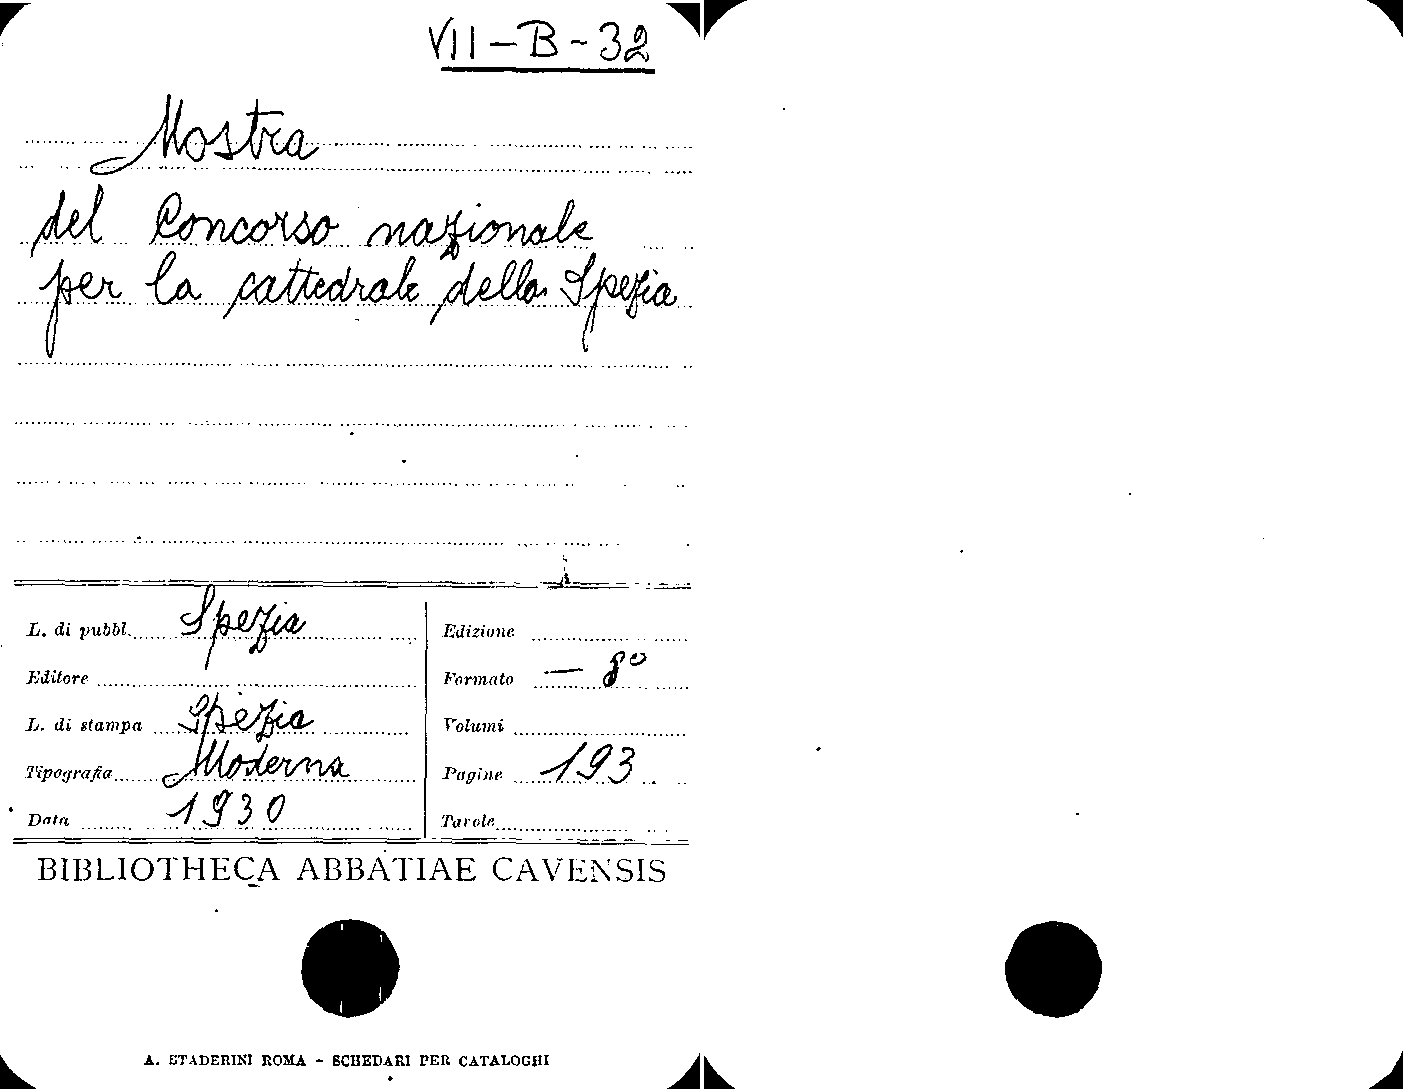 VII-B-32
Mostra
del Concorso nazionale
per la cattedrale della Spezia
L. di pubbl. Spezia
Editore
L. di stampa Spezia
Tipografia Moderna
Data 1930
Edizione
Formato — 8º
Volumi
Pagine 193
Tavole
BIBLIOTHECA ABBATIAE CAVENSIS
A. STADERINI ROMA - SCHEDARI PER CATALOGHI